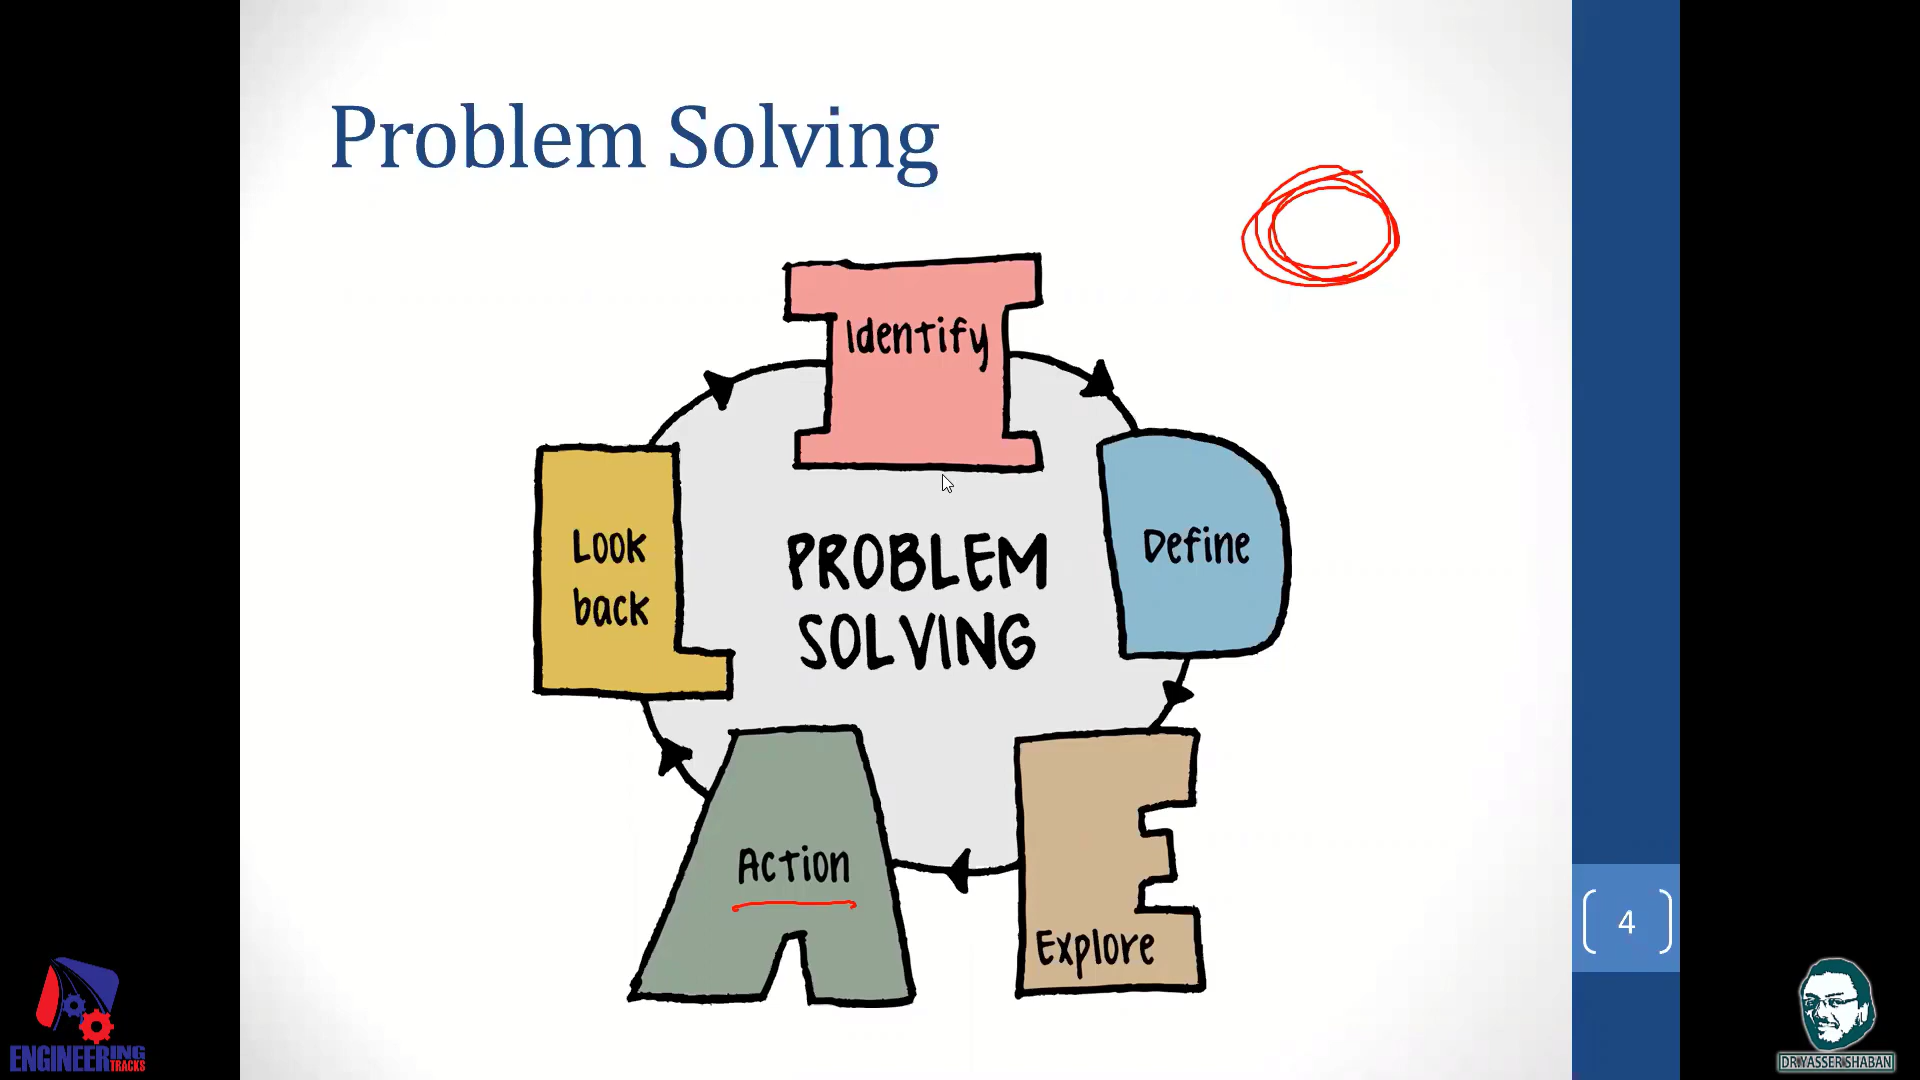 Problem Solving
Identify
Define
Look
back
PROBLEM
SOLVING
Action
Explore
4
ENGINEERING
TRACKS
DR.YASSER SHABAN